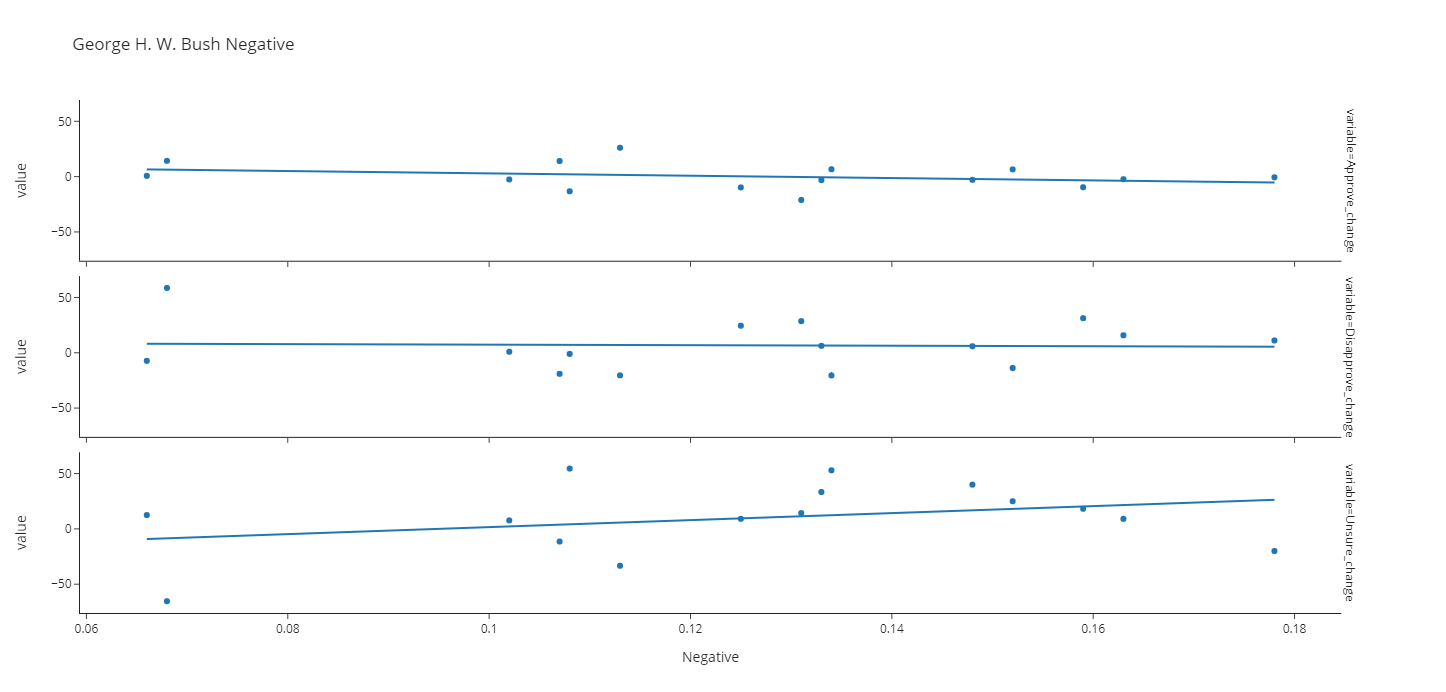 George H. W. Bush Negative
50
0
−50
value
variable=Approve_change
50
0
−50
value
variable=Disapprove_change
50
0
−50
value
variable=Unsure_change
0.06 0.08 0.1 0.12 0.14 0.16 0.18
Negative